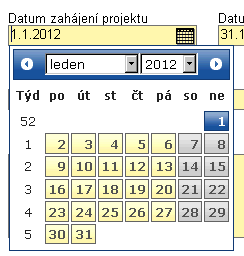 Datum zahájení projektu Datum
1.1.2012 31.1
leden 2012
Týd po út st čt pá so ne
52 1
1 2 3 4 5 6 7 8
2 9 10 11 12 13 14 15
3 16 17 18 19 20 21 22
4 23 24 25 26 27 28 29
5 30 31